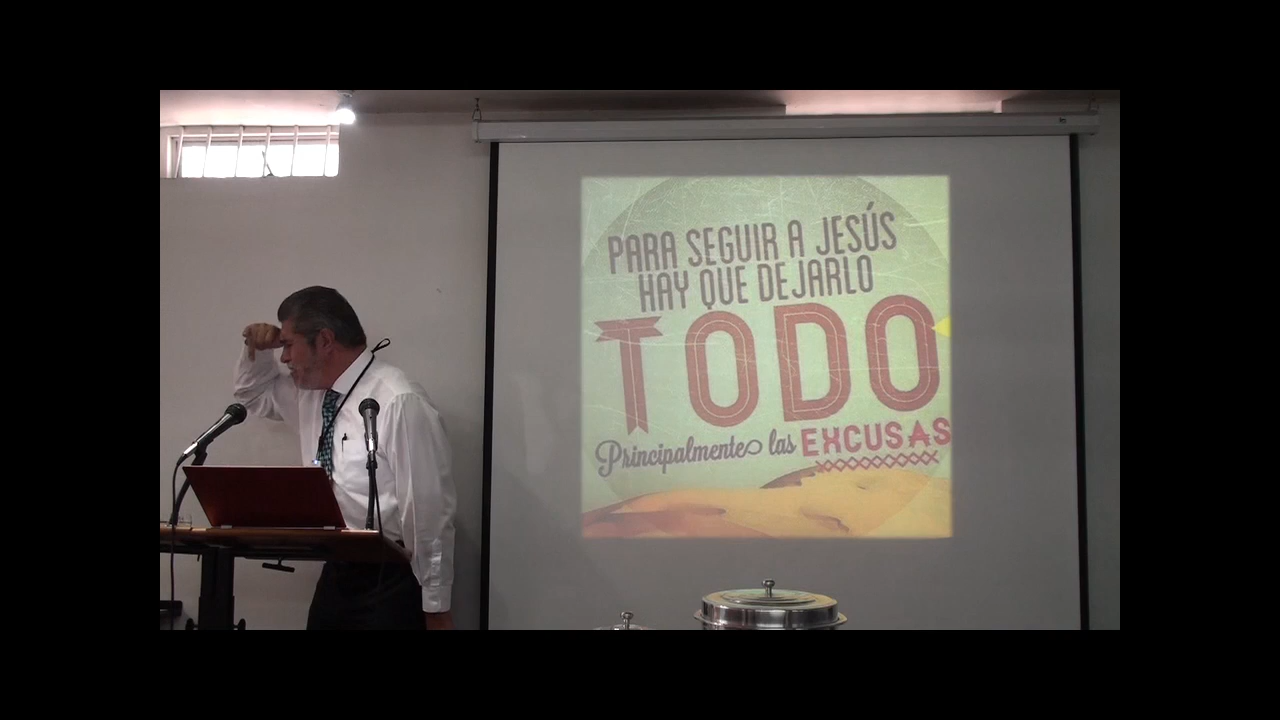 PARA SEGUIR A JESÚS
HAY QUE DEJARLO
TODO
Principalmente las EXCUSAS